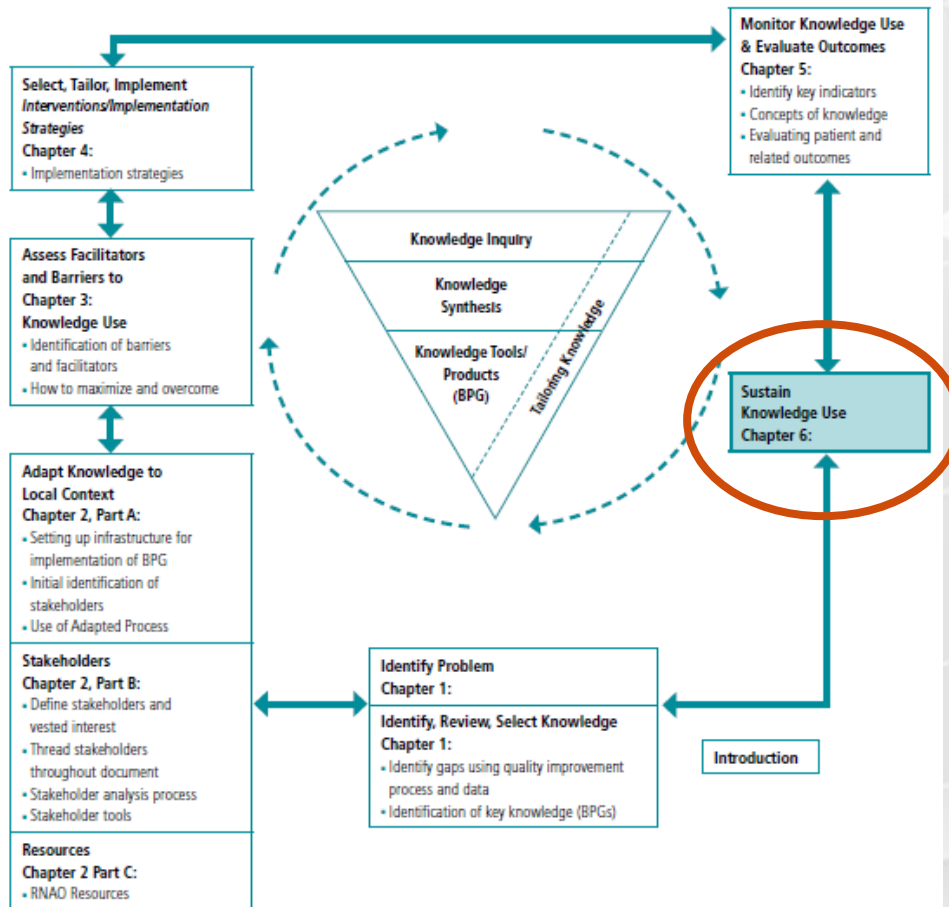 Monitor Knowledge Use
& Evaluate Outcomes
Chapter 5:
▪ Identify key indicators
▪ Concepts of knowledge
▪ Evaluating patient and
related outcomes
Select, Tailor, Implement
Interventions/Implementation
Strategies
Chapter 4:
▪ Implementation strategies
Assess Facilitators
and Barriers to
Chapter 3:
Knowledge Use
▪ Identification of barriers
and facilitators
▪ How to maximize and overcome
Knowledge Inquiry
Knowledge
Synthesis
Knowledge Tools/
Products
(BPG)
Tailoring Knowledge
Sustain
Knowledge Use
Chapter 6:
Adapt Knowledge to
Local Context
Chapter 2, Part A:
▪ Setting up infrastructure for
implementation of BPG
▪ Initial identification of
stakeholders
▪ Use of Adapted Process
Stakeholders
Chapter 2, Part B:
▪ Define stakeholders and
vested interest
▪ Thread stakeholders
throughout document
▪ Stakeholder analysis process
▪ Stakeholder tools
Resources
Chapter 2 Part C:
▪ RNAO Resources
Identify Problem
Chapter 1:
Identify, Review, Select Knowledge
Chapter 1:
▪ Identify gaps using quality improvement
process and data
▪ Identification of key knowledge (BPGs)
Introduction